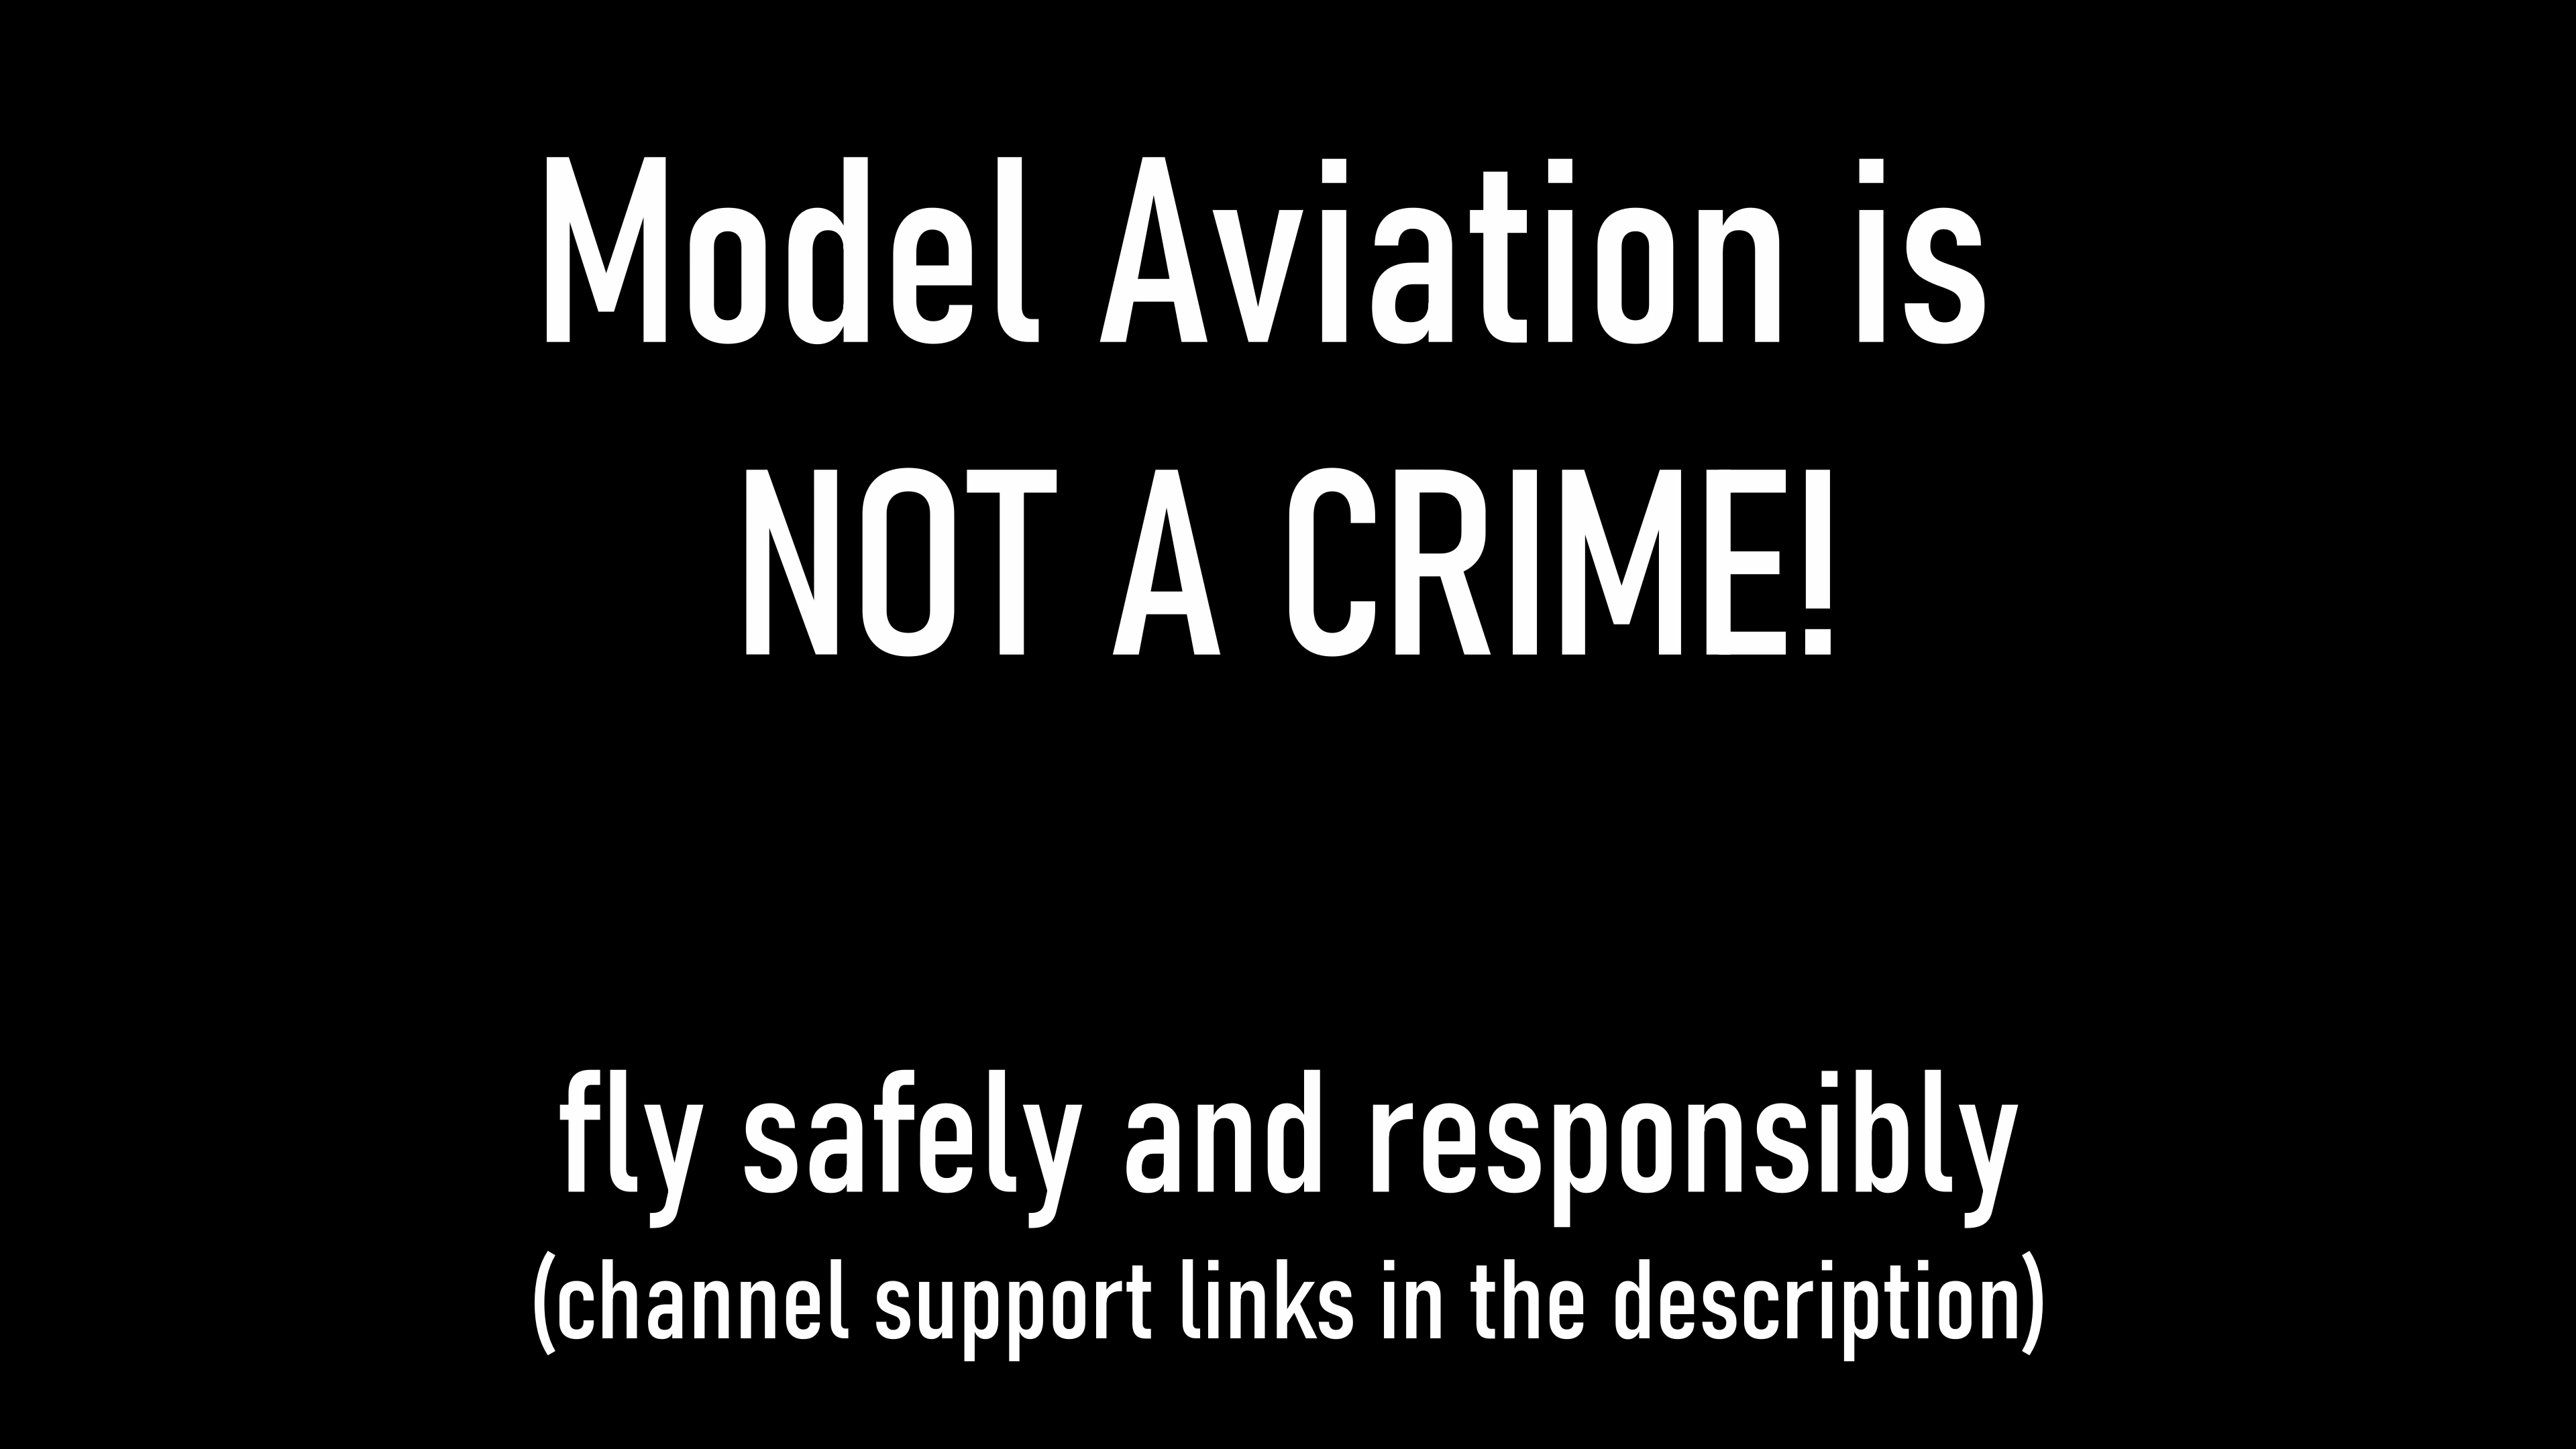 Model Aviation is
NOT A CRIME!
fly safely and responsibly
(channel support links in the description)